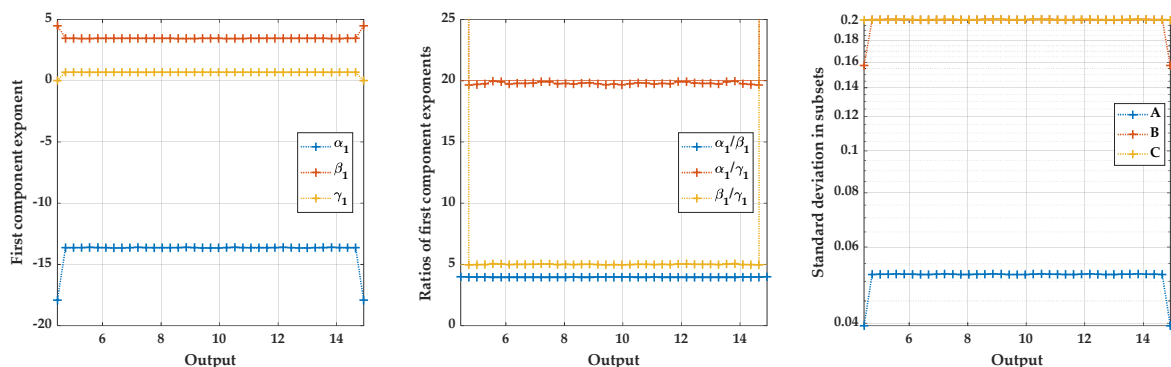 5
0
-5
-10
-15
-20
6
8
10
12
14
Output
First component exponent
α₁
β₁
γ₁
25
20
15
10
5
0
6
8
10
12
14
Output
Ratios of first component exponents
α₁/β₁
α₁/γ₁
β₁/γ₁
0.2
0.18
0.16
0.14
0.12
0.1
0.08
0.06
0.04
6
8
10
12
14
Output
Standard deviation in subsets
A
B
C